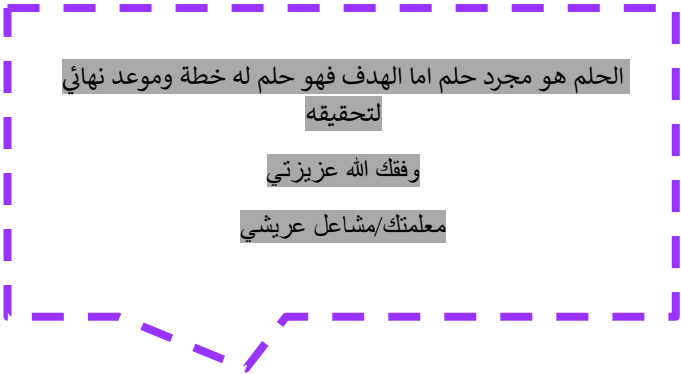 الحلم هو مجرد حلم اما الهدف فهو حلم له خطة وموعد نهائي
لتحقيقه
وفقك الله عزيزتي
معلمتك/مشاعل عريشي